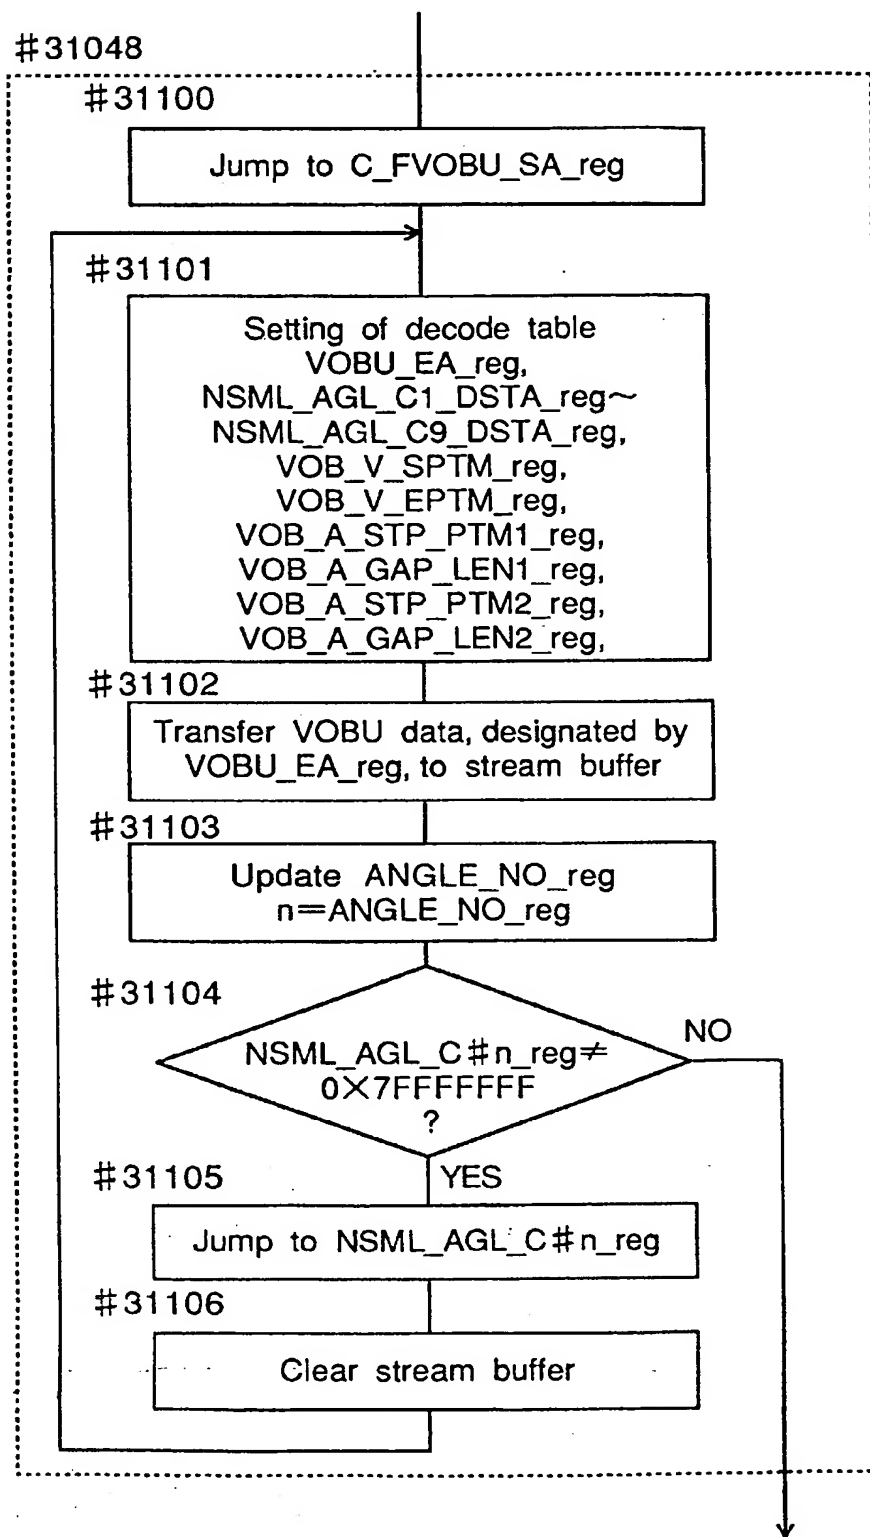 #31048
#31100
Jump to C_FVOBU_SA_reg
#31101
Setting of decode table
VOBU_EA_reg,
NSML_AGL_C1_DSTA_reg~
NSML_AGL_C9_DSTA_reg,
VOB_V_SPTM_reg,
VOB_V_EPTM_reg,
VOB_A_STP_PTM1_reg,
VOB_A_GAP_LEN1_reg,
VOB_A_STP_PTM2_reg,
VOB_A_GAP_LEN2_reg,
#31102
Transfer VOBU data, designated by
VOBU_EA_reg, to stream buffer
#31103
Update ANGLE_NO_reg
n=ANGLE_NO_reg
#31104
NO
NSML_AGL_C#n_reg≠
0×7FFFFFFF
?
#31105
YES
Jump to NSML_AGL_C#n_reg
#31106
Clear stream buffer